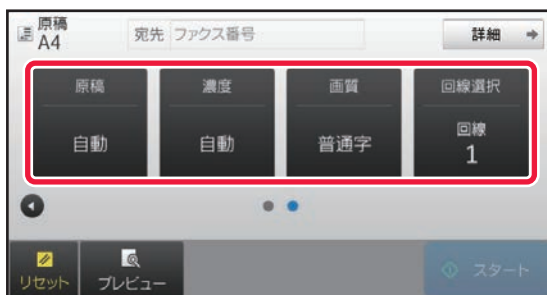 原稿
A4
宛先 ファクス番号
詳細
原稿 濃度 画質 回線選択
自動 自動 普通字 回線
1
リセット プレビュー スタート